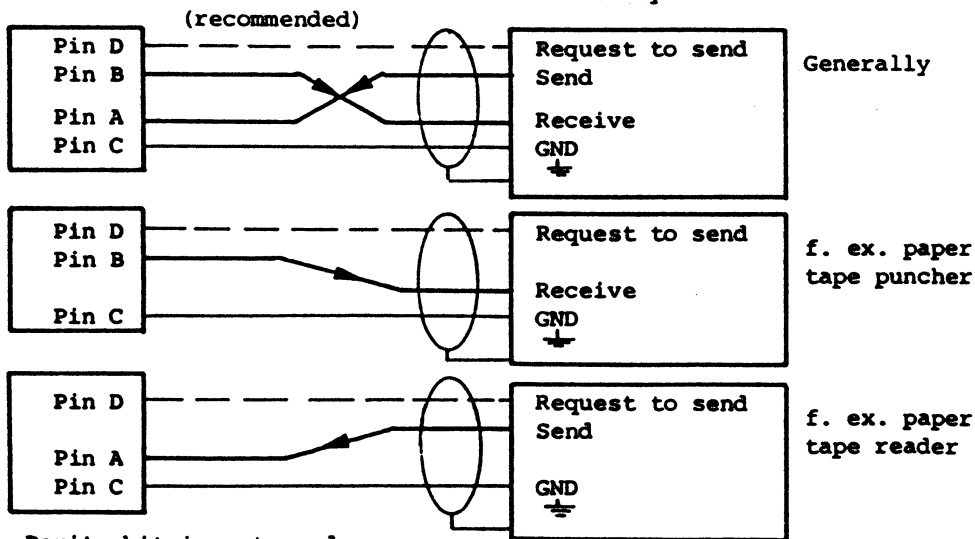 (recommended)
Pin D
Request to send
Generally
Pin B
Send
Pin A
Receive
Pin C
GND
Pin D
Request to send
f. ex. paper
tape puncher
Pin B
Receive
Pin C
GND
Pin D
Request to send
f. ex. paper
tape reader
Send
Pin A
Pin C
GND